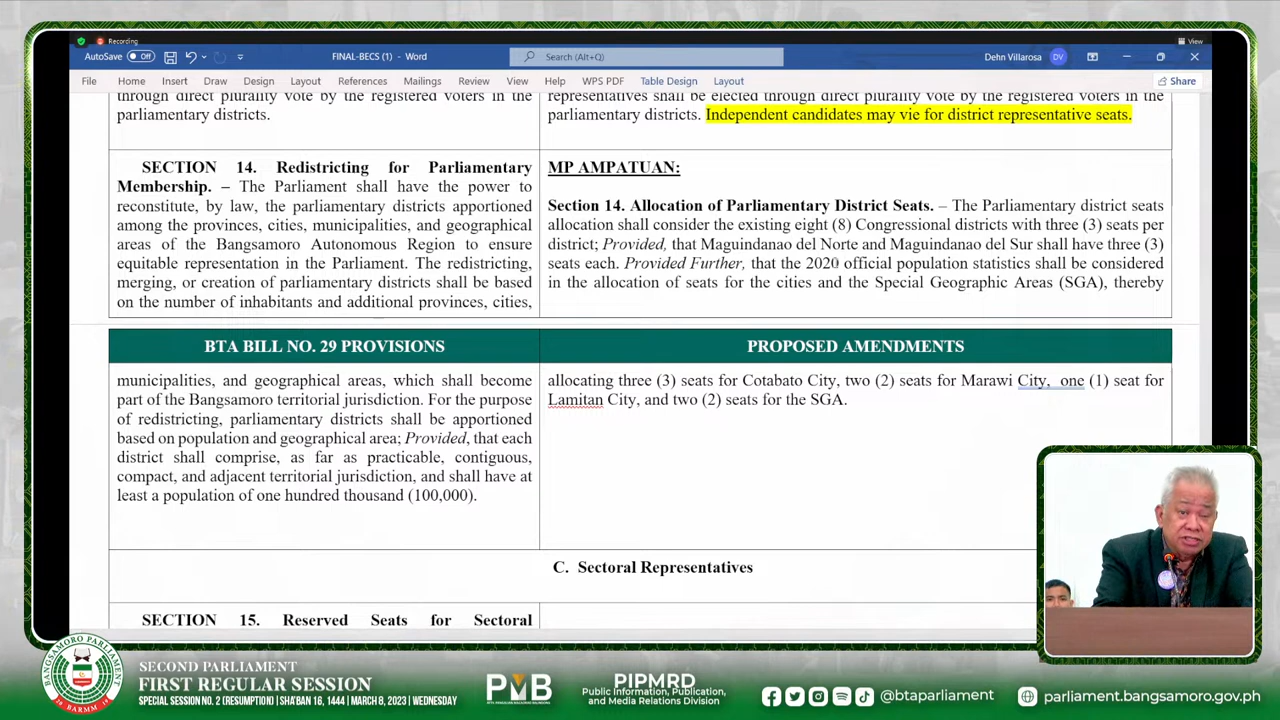 Recording
View
AutoSave Off
FINAL-BECS (1) - Word
Search (Alt+Q)
Dehn Villarosa
DV
File Home Insert Draw Design Layout References Mailings Review View Help WPS PDF Table Design Layout
Share
through direct plurality vote by the registered voters in the
parliamentary districts.
representatives shall be elected through direct plurality vote by the registered voters in the
parliamentary districts. Independent candidates may vie for district representative seats.
SECTION 14. Redistricting for Parliamentary
Membership. – The Parliament shall have the power to
reconstitute, by law, the parliamentary districts apportioned
among the provinces, cities, municipalities, and geographical
areas of the Bangsamoro Autonomous Region to ensure
equitable representation in the Parliament. The redistricting,
merging, or creation of parliamentary districts shall be based
on the number of inhabitants and additional provinces, cities,
MP AMPATUAN:
Section 14. Allocation of Parliamentary District Seats. – The Parliamentary district seats
allocation shall consider the existing eight (8) Congressional districts with three (3) seats per
district; Provided, that Maguindanao del Norte and Maguindanao del Sur shall have three (3)
seats each. Provided Further, that the 2020 official population statistics shall be considered
in the allocation of seats for the cities and the Special Geographic Areas (SGA), thereby
BTA BILL NO. 29 PROVISIONS
PROPOSED AMENDMENTS
municipalities, and geographical areas, which shall become
part of the Bangsamoro territorial jurisdiction. For the purpose
of redistricting, parliamentary districts shall be apportioned
based on population and geographical area; Provided, that each
district shall comprise, as far as practicable, contiguous,
compact, and adjacent territorial jurisdiction, and shall have at
least a population of one hundred thousand (100,000).
allocating three (3) seats for Cotabato City, two (2) seats for Marawi City, one (1) seat for
Lamitan City, and two (2) seats for the SGA.
C. Sectoral Representatives
SECTION 15. Reserved Seats for Sectoral
BANGSAMORO PARLIAMENT
BARMM
SECOND PARLIAMENT
FIRST REGULAR SESSION
SPECIAL SESSION NO. 2 (RESUMPTION) | SHA'BAN 16, 1444 | MARCH 8, 2023 | WEDNESDAY
PMB
PIPMRD
Public Information, Publication,
and Media Relations Division
@btaparliament
parliament.bangsamoro.gov.ph